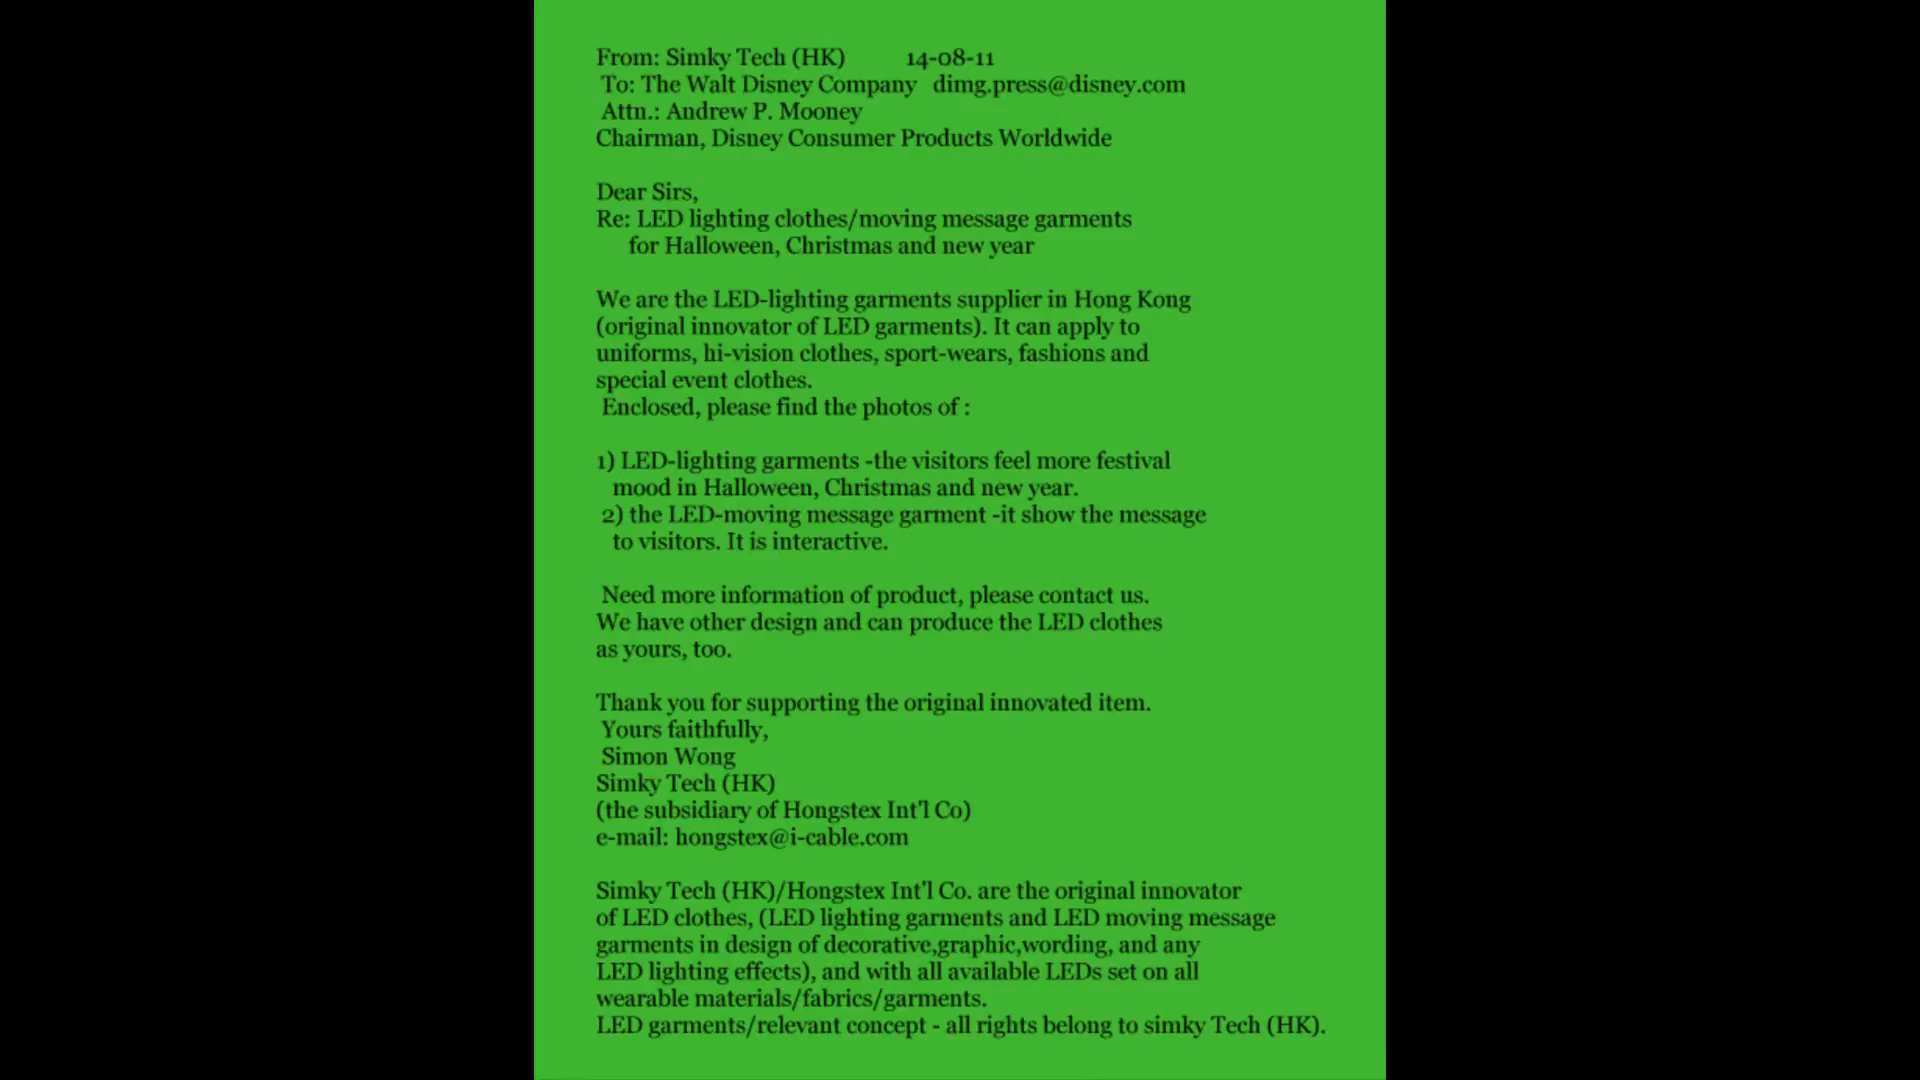 From: Simky Tech (HK) 14-08-11
To: The Walt Disney Company dimg.press@disney.com
Attn.: Andrew P. Mooney
Chairman, Disney Consumer Products Worldwide
Dear Sirs,
Re: LED lighting clothes/moving message garments
for Halloween, Christmas and new year
We are the LED-lighting garments supplier in Hong Kong
(original innovator of LED garments). It can apply to
uniforms, hi-vision clothes, sport-wears, fashions and
special event clothes.
Enclosed, please find the photos of :
1) LED-lighting garments -the visitors feel more festival
mood in Halloween, Christmas and new year.
2) the LED-moving message garment -it show the message
to visitors. It is interactive.
Need more information of product, please contact us.
We have other design and can produce the LED clothes
as yours, too.
Thank you for supporting the original innovated item.
Yours faithfully,
Simon Wong
Simky Tech (HK)
(the subsidiary of Hongstex Int'l Co)
e-mail: hongstex@i-cable.com
Simky Tech (HK)/Hongstex Int'l Co. are the original innovator
of LED clothes, (LED lighting garments and LED moving message
garments in design of decorative,graphic,wording, and any
LED lighting effects), and with all available LEDs set on all
wearable materials/fabrics/garments.
LED garments/relevant concept - all rights belong to simky Tech (HK).